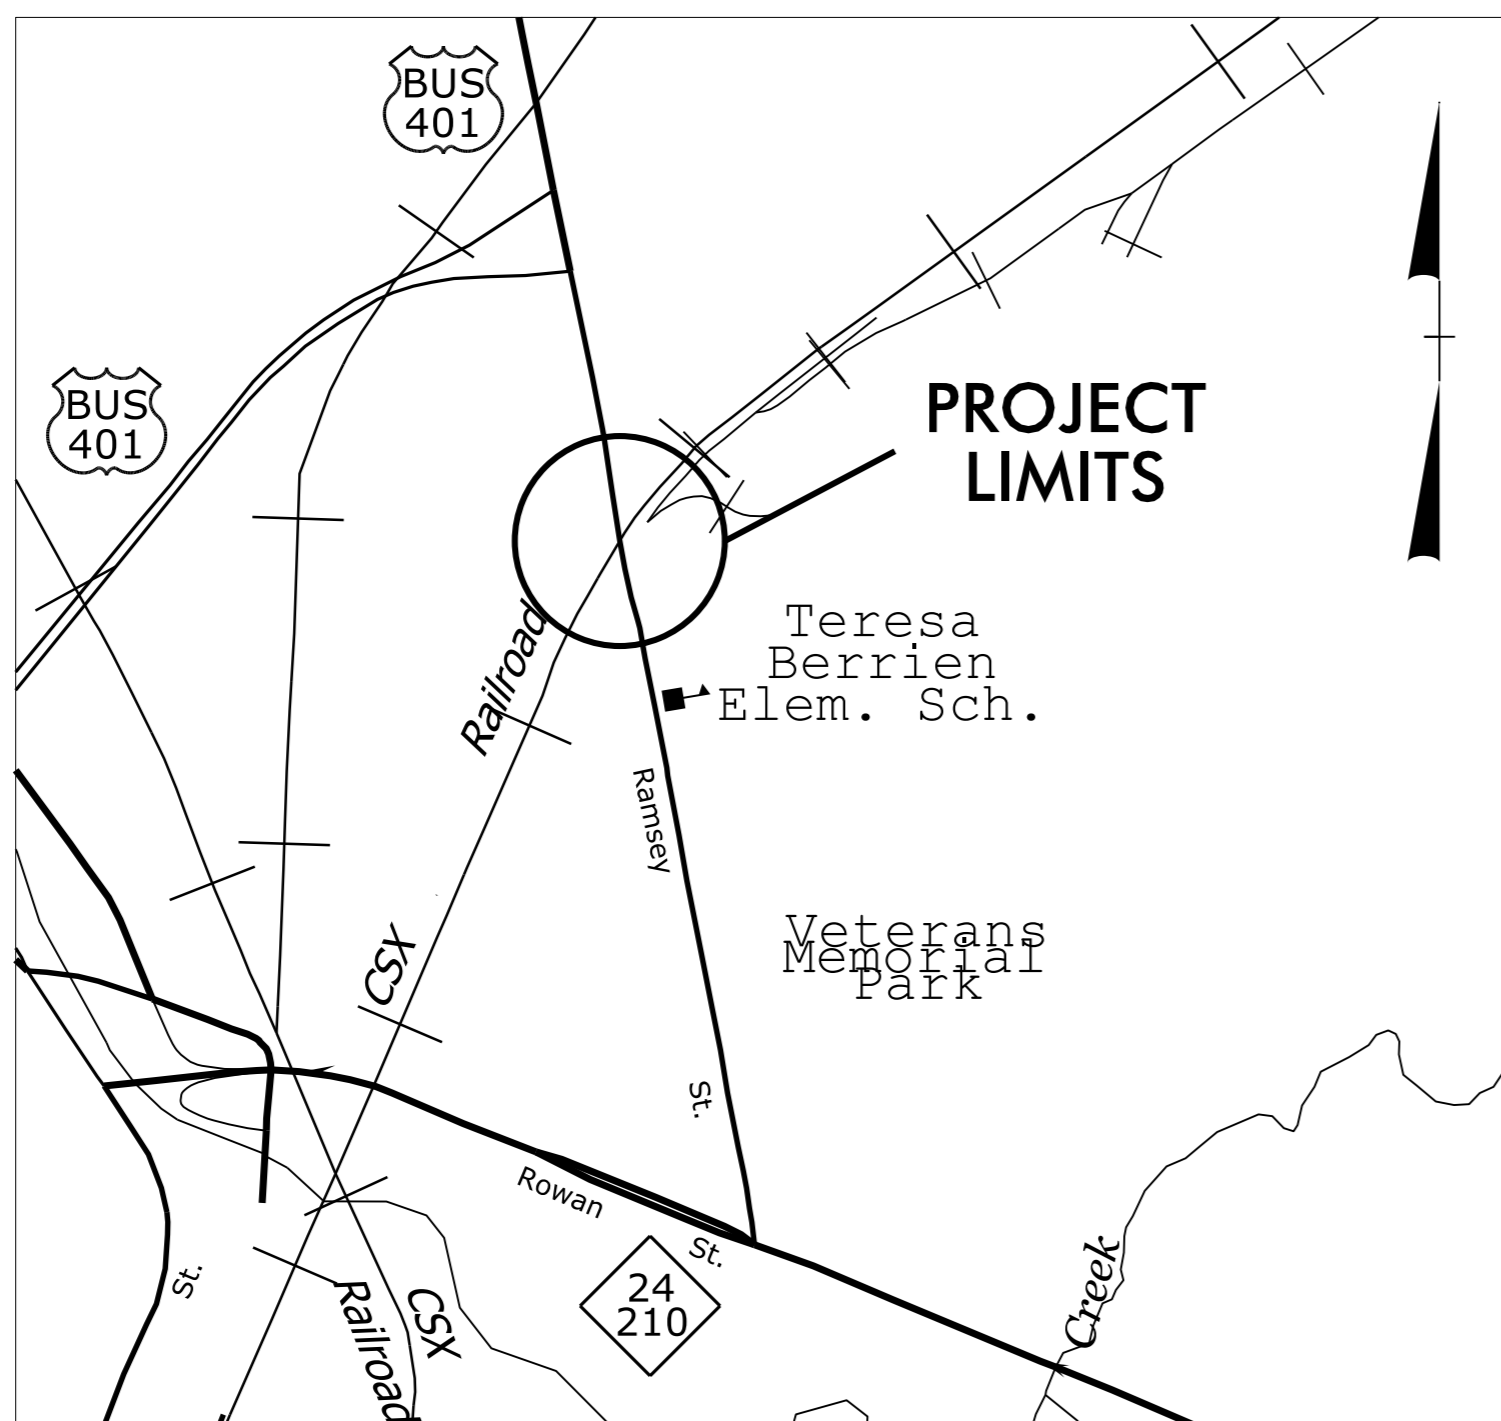 BUS
401
BUS
401
PROJECT
LIMITS
Railroad
Teresa
Berrien
Elem. Sch.
Ramsey
CSX
Veterans
Memorial
Park
St.
Rowan
St.
St.
24
210
Creek
Railroad
CSX